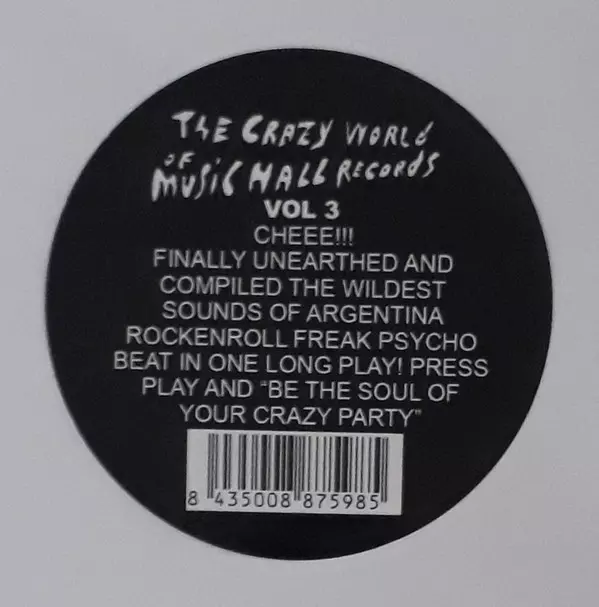 THE CRAZY WORLD
OF
MUSIC HALL RECORDS
VOL 3
CHEEE!!!
FINALLY UNEARTHED AND
COMPILED THE WILDEST
SOUNDS OF ARGENTINA
ROCKENROLL FREAK PSYCHO
BEAT IN ONE LONG PLAY! PRESS
PLAY AND "BE THE SOUL OF
YOUR CRAZY PARTY"
8 435008 875985